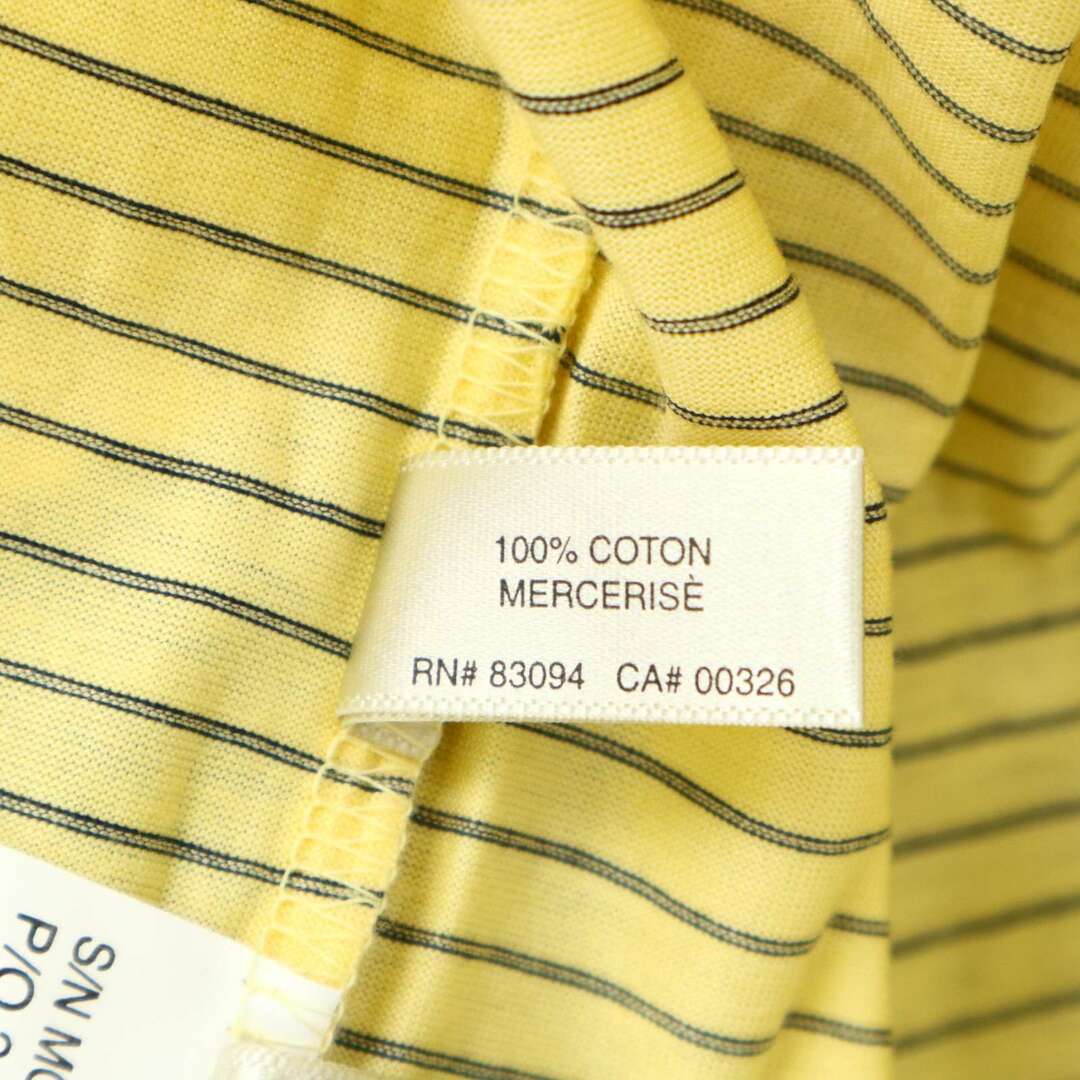 100% COTON
MERCERISÈ
RN# 83094 CA# 00326
S/N
P/O